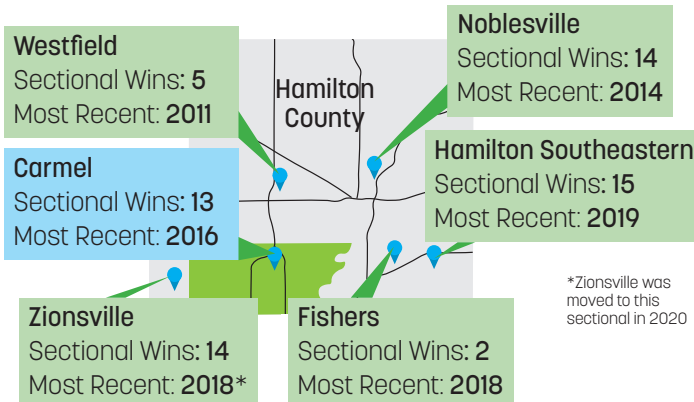 Westfield
Sectional Wins: 5
Most Recent: 2011
Hamilton
County
Noblesville
Sectional Wins: 14
Most Recent: 2014
Carmel
Sectional Wins: 13
Most Recent: 2016
Hamilton Southeastern
Sectional Wins: 15
Most Recent: 2019
Zionsville
Sectional Wins: 14
Most Recent: 2018*
Fishers
Sectional Wins: 2
Most Recent: 2018
*Zionsville was
moved to this
sectional in 2020